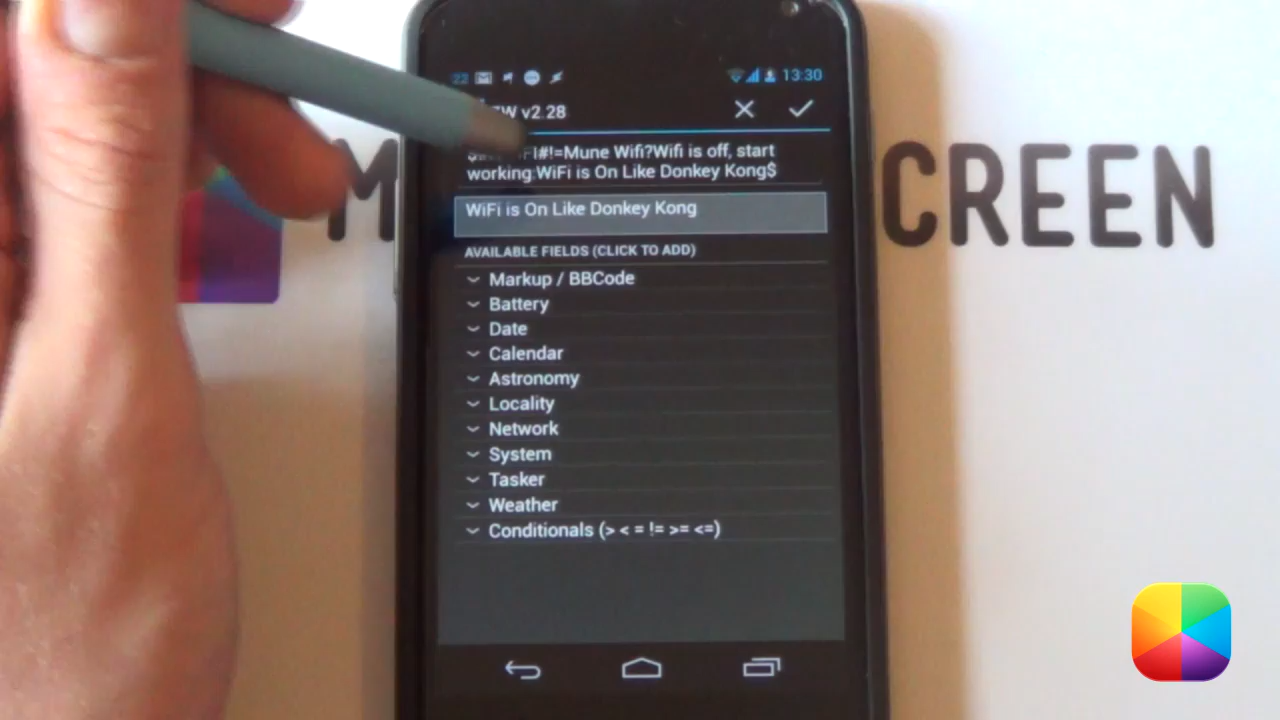 22 13:30
ZW v2.28
I#!=Mune Wifi?Wifi is off, start
working:WiFi is On Like Donkey Kong$
WiFi is On Like Donkey Kong
AVAILABLE FIELDS (CLICK TO ADD)
Markup / BBCode
Battery
Date
Calendar
Astronomy
Locality
Network
System
Tasker
Weather
Conditionals (> < = != >= <=)
M CREEN